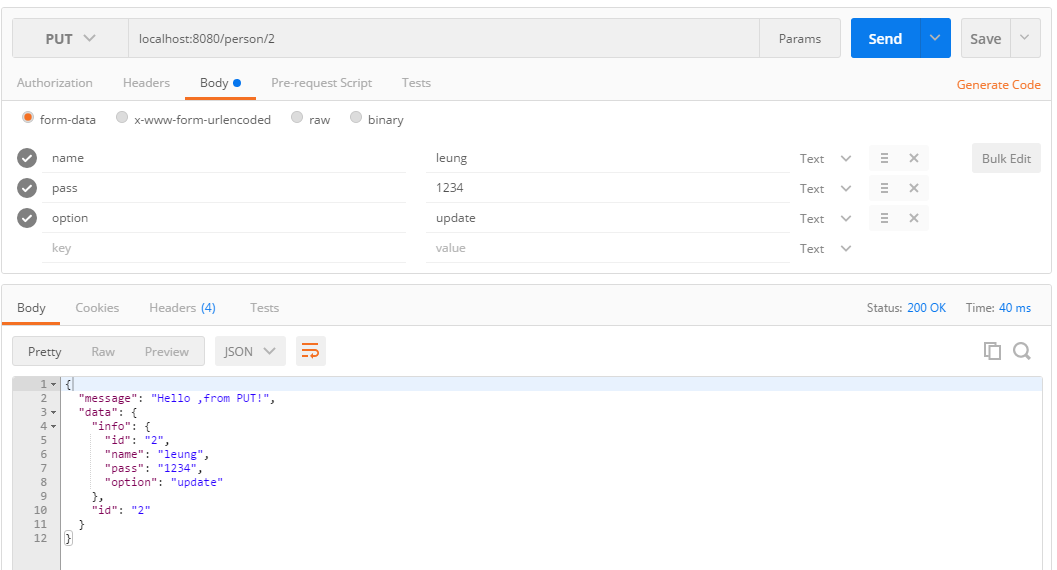 PUT localhost:8080/person/2 Params Send Save
Authorization Headers Body Pre-request Script Tests Generate Code
form-data x-www-form-urlencoded raw binary
name leung Text Bulk Edit
pass 1234 Text
option update Text
key value Text
Body Cookies Headers (4) Tests Status: 200 OK Time: 40 ms
Pretty Raw Preview JSON
1 {
2 "message": "Hello ,from PUT!",
3 "data": {
4 "info": {
5 "id": "2",
6 "name": "leung",
7 "pass": "1234",
8 "option": "update"
9 },
10 "id": "2"
11 }
12 }